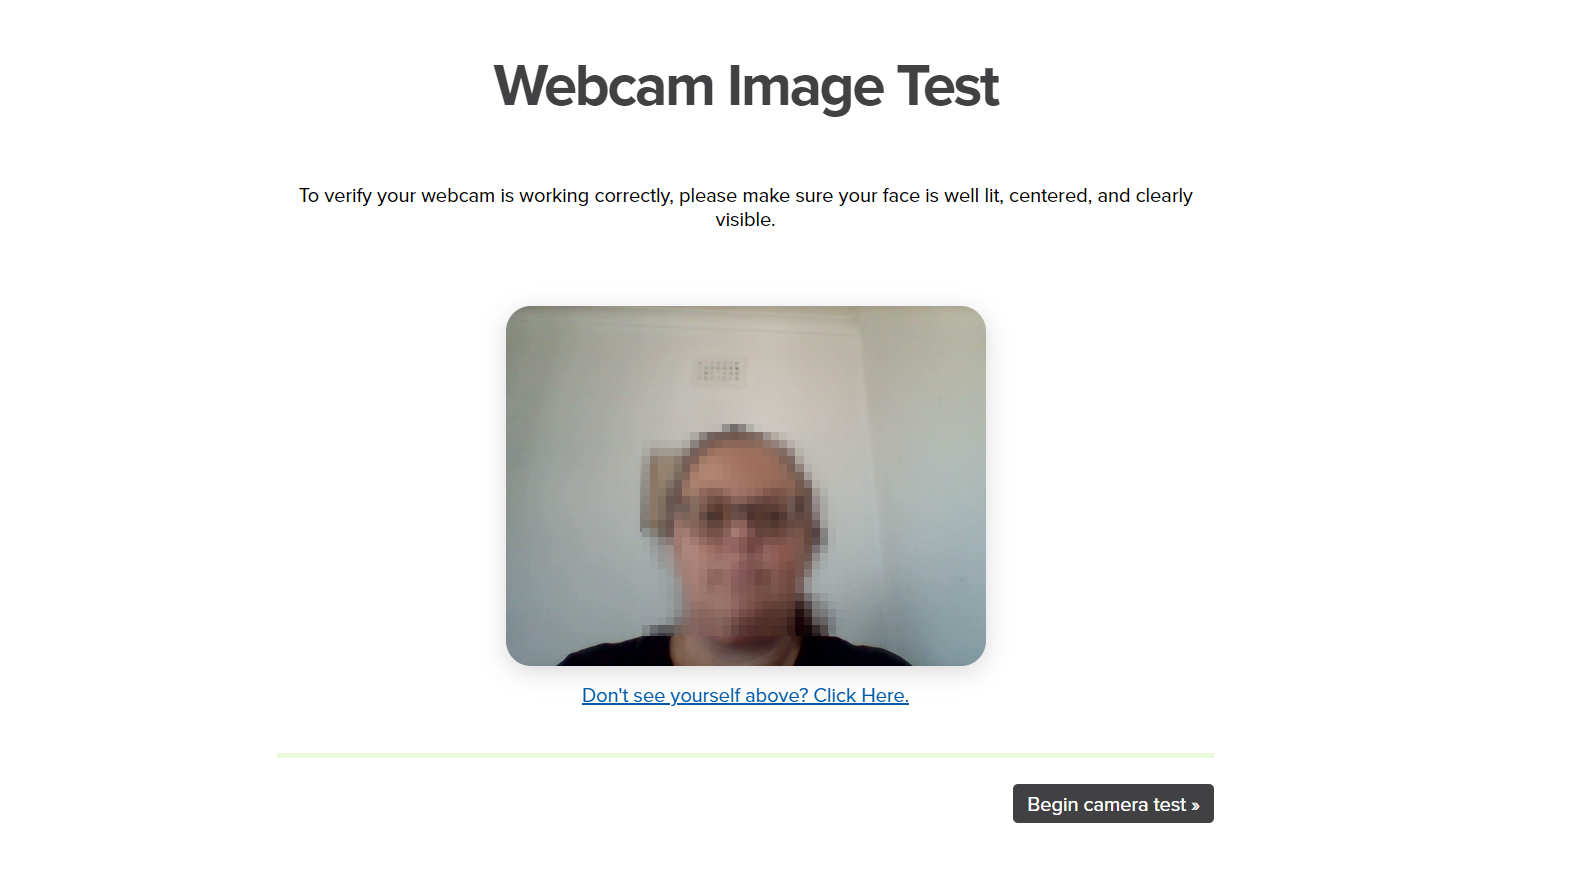 Webcam Image Test
To verify your webcam is working correctly, please make sure your face is well lit, centered, and clearly
visible.
Don't see yourself above? Click Here.
Begin camera test »